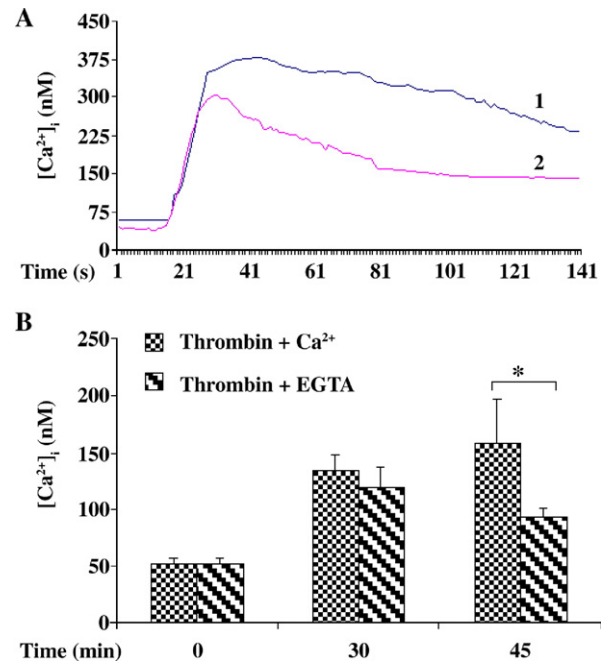 A
450
375
300
225
150
75
0
[Ca²⁺]ᵢ (nM)
1
2
Time (s)
1 21 41 61 81 101 121 141
B
250
200
150
100
50
0
[Ca²⁺]ᵢ (nM)
Thrombin + Ca²⁺
Thrombin + EGTA
*
Time (min) 0 30 45